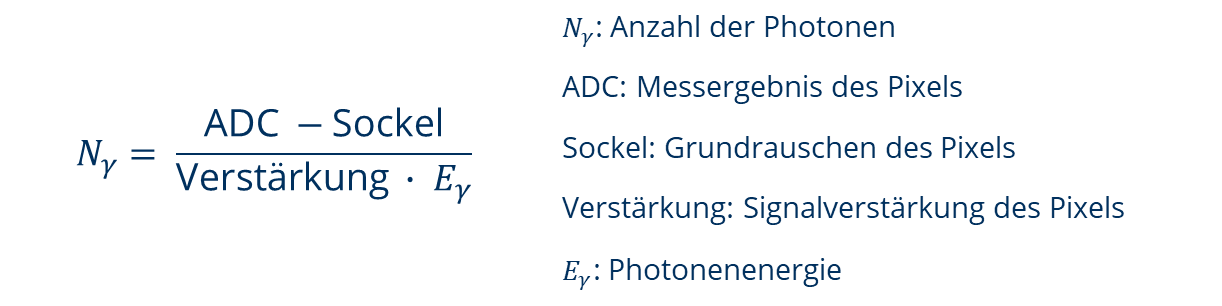 N_γ = (ADC − Sockel) / (Verstärkung · E_γ)
N_γ: Anzahl der Photonen
ADC: Messergebnis des Pixels
Sockel: Grundrauschen des Pixels
Verstärkung: Signalverstärkung des Pixels
E_γ: Photonenenergie